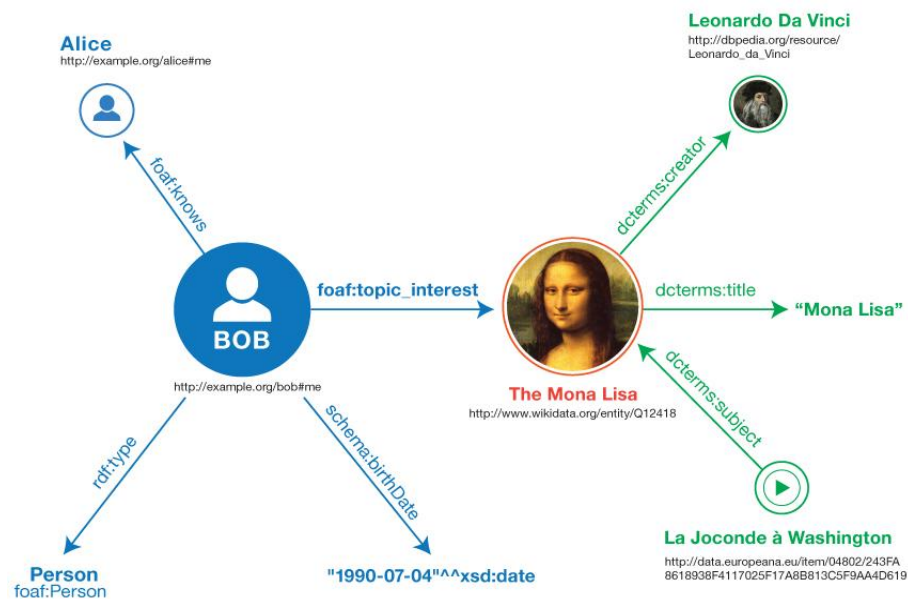 Alice
http://example.org/alice#me
Leonardo Da Vinci
http://dbpedia.org/resource/
Leonardo_da_Vinci
foaf:knows
dcterms:creator
BOB
http://example.org/bob#me
foaf:topic_interest
dcterms:title
"Mona Lisa"
The Mona Lisa
http://www.wikidata.org/entity/Q12418
dcterms:subject
rdf:type
schema:birthDate
Person
foaf:Person
"1990-07-04"^^xsd:date
La Joconde à Washington
http://data.europeana.eu/item/04802/243FA
8618938F4117025F17A8B813C5F9AA4D619